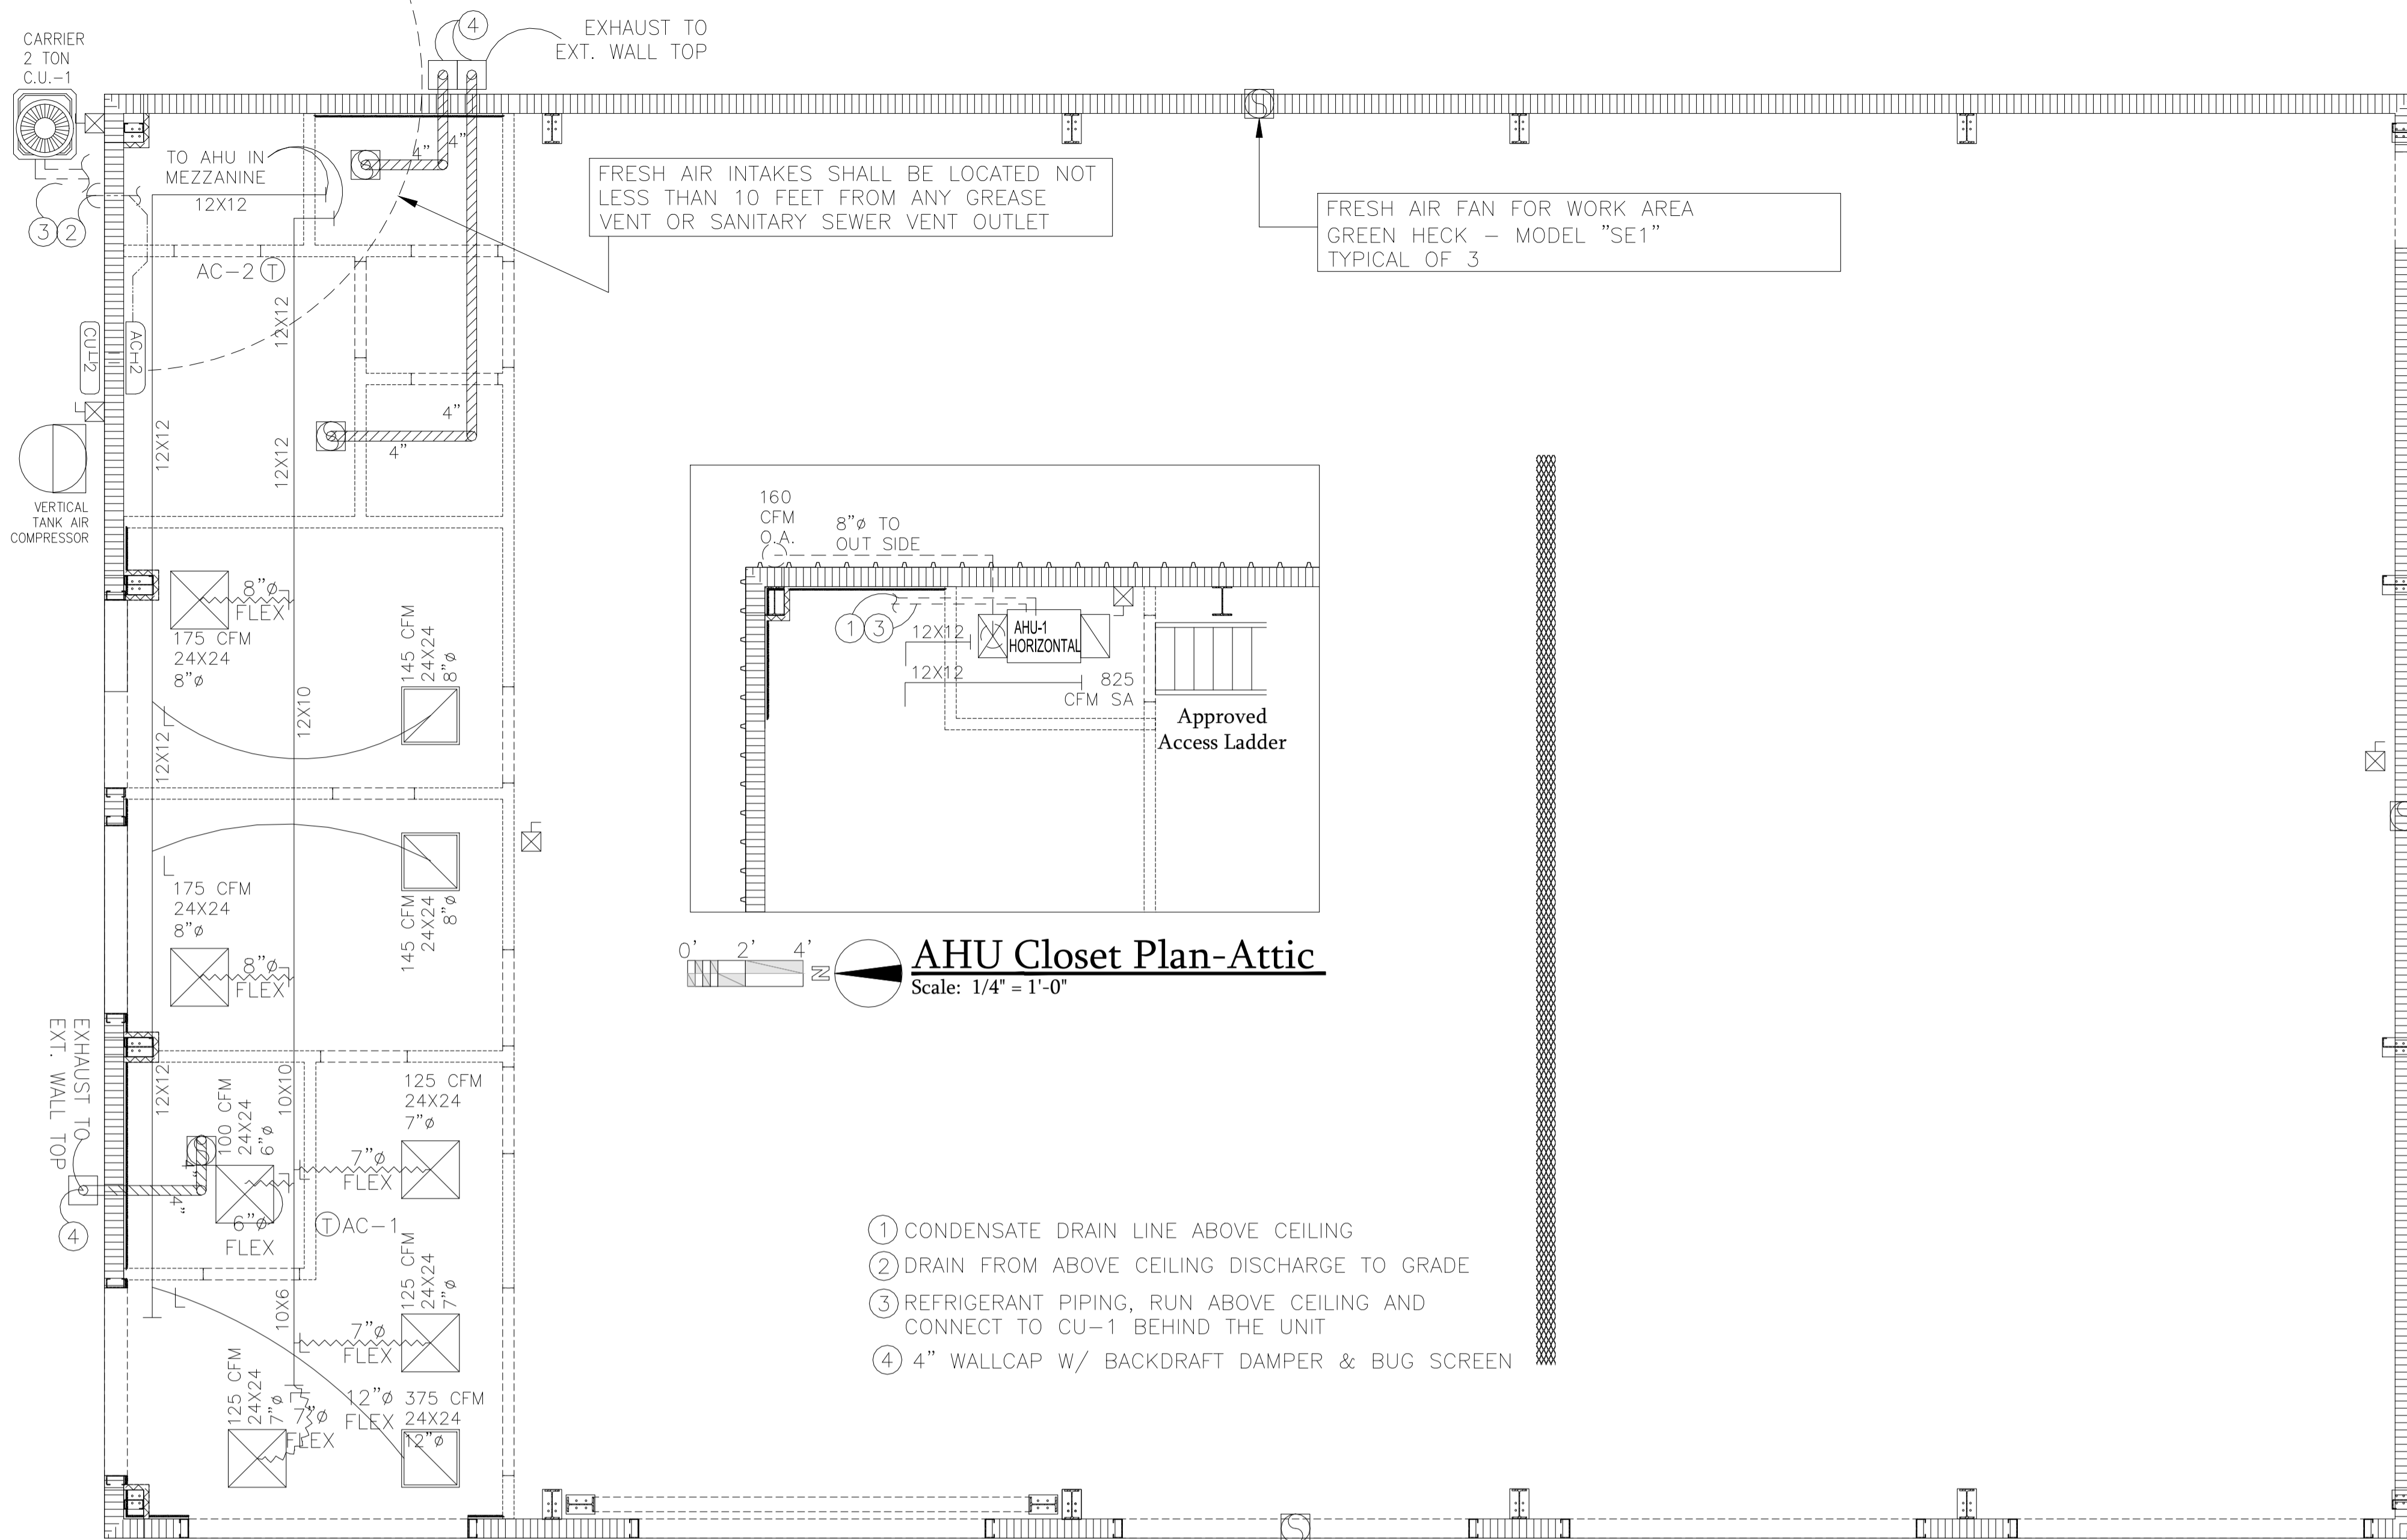 CARRIER
2 TON
C.U.-1
4
EXHAUST TO
EXT. WALL TOP
TO AHU IN
MEZZANINE
12X12
3
2
4"
4"
FRESH AIR INTAKES SHALL BE LOCATED NOT
LESS THAN 10 FEET FROM ANY GREASE
VENT OR SANITARY SEWER VENT OUTLET
FRESH AIR FAN FOR WORK AREA
GREEN HECK - MODEL "SE1"
TYPICAL OF 3
AC-2 T
12X12
CU-2
AC-2
12X12
12X12
4"
4"
VERTICAL
TANK AIR
COMPRESSOR
8"ø
FLEX
175 CFM
24X24
8"ø
145 CFM
24X24
8"ø
12X10
12X12
160
CFM
O.A.
8"ø TO
OUT SIDE
1
3
12X12
AHU-1
HORIZONTAL
12X12
825
CFM SA
Approved
Access Ladder
175 CFM
24X24
8"ø
145 CFM
24X24
8"ø
8"ø
FLEX
0' 2' 4'
N
AHU Closet Plan-Attic
Scale: 1/4" = 1'-0"
EXHAUST TO
EXT. WALL TOP
12X12
100 CFM
24X24
6"ø
10X10
125 CFM
24X24
7"ø
7"ø
FLEX
4"
4"
4
6"ø
FLEX
T AC-1
125 CFM
24X24
7"ø
10X6
7"ø
FLEX
125 CFM
24X24
7"ø
7"ø
FLEX
12"ø
FLEX
375 CFM
24X24
12"ø
1 CONDENSATE DRAIN LINE ABOVE CEILING
2 DRAIN FROM ABOVE CEILING DISCHARGE TO GRADE
3 REFRIGERANT PIPING, RUN ABOVE CEILING AND
CONNECT TO CU-1 BEHIND THE UNIT
4 4" WALLCAP W/ BACKDRAFT DAMPER & BUG SCREEN